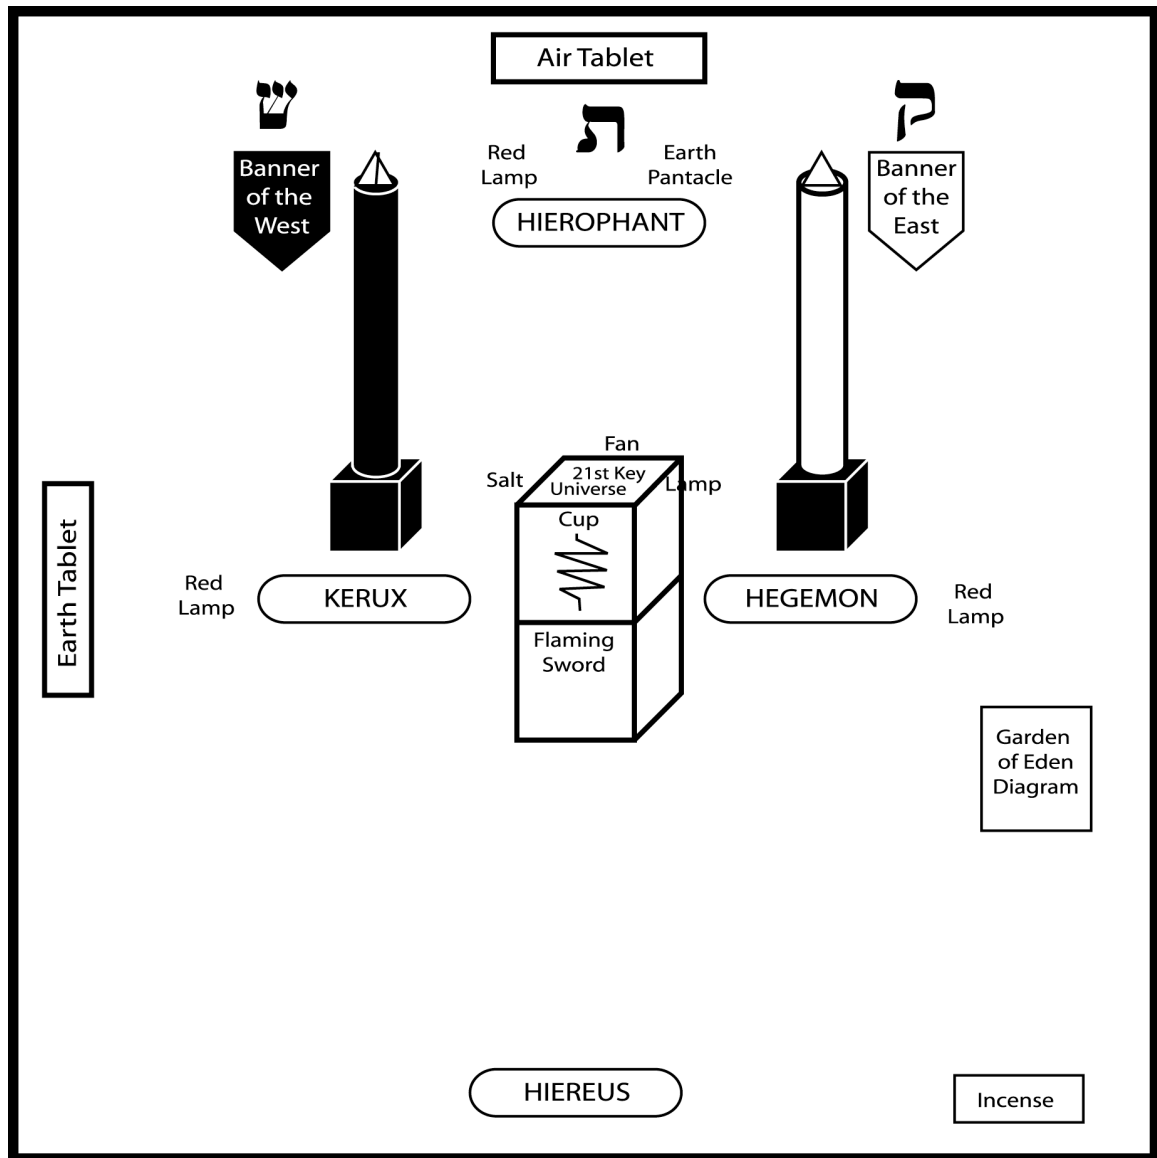 Air Tablet
ש
ת
ק
Banner
of the
West
Red
Lamp
Earth
Pantacle
HIEROPHANT
Banner
of the
East
Fan
Salt
21st Key
Universe
Lamp
Cup
Earth Tablet
Red
Lamp
KERUX
HEGEMON
Red
Lamp
Flaming
Sword
Garden
of Eden
Diagram
HIEREUS
Incense